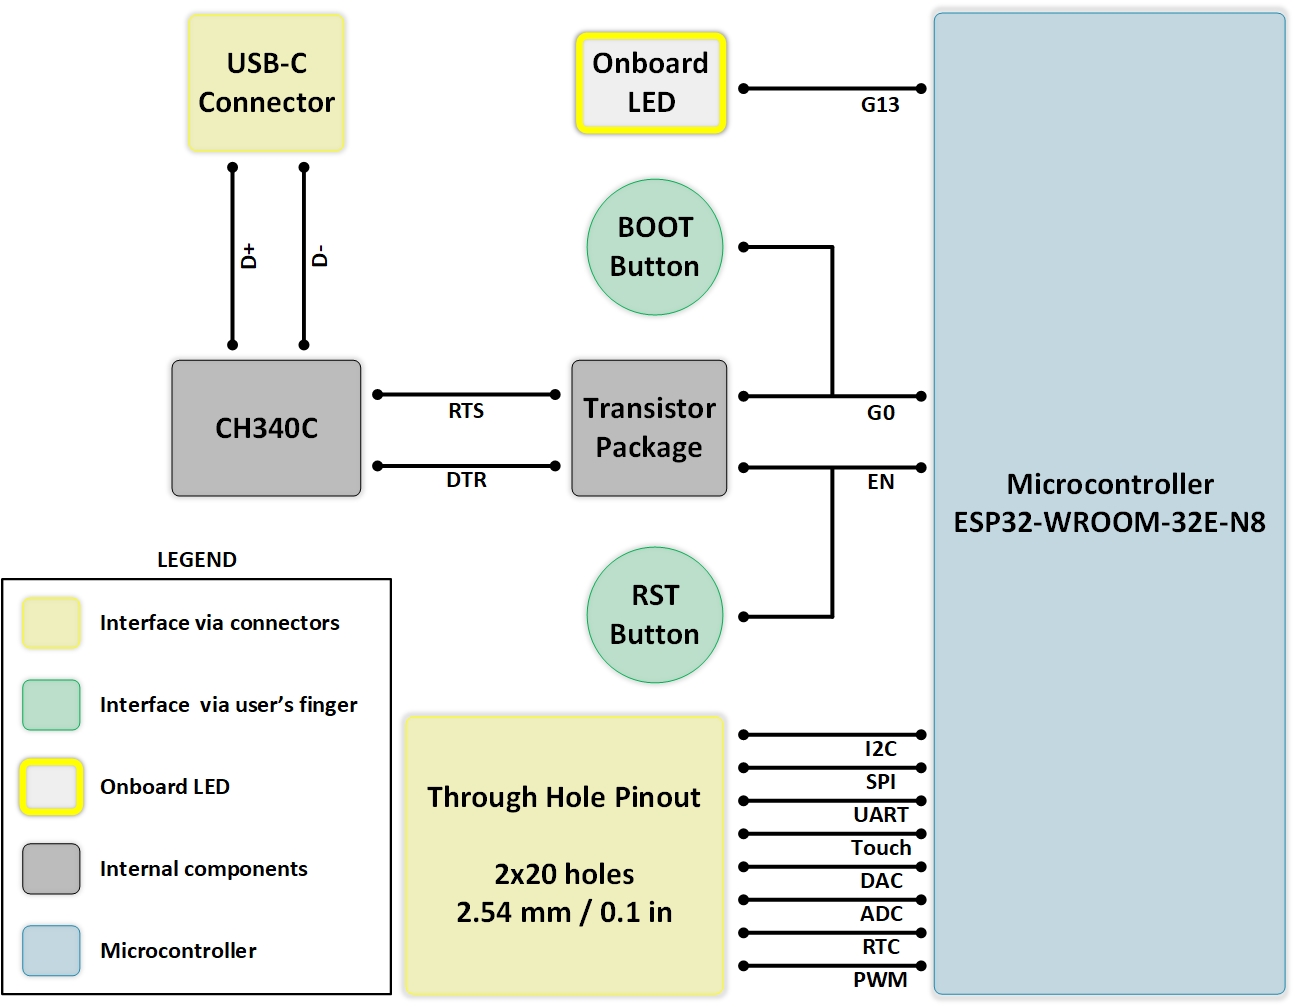 USB-C
Connector
Onboard
LED
G13
BOOT
Button
D+
D-
CH340C
RTS
DTR
Transistor
Package
G0
EN
Microcontroller
ESP32-WROOM-32E-N8
RST
Button
LEGEND
Interface via connectors
Interface  via user’s finger
Onboard LED
Internal components
Microcontroller
Through Hole Pinout
2x20 holes
2.54 mm / 0.1 in
I2C
SPI
UART
Touch
DAC
ADC
RTC
PWM